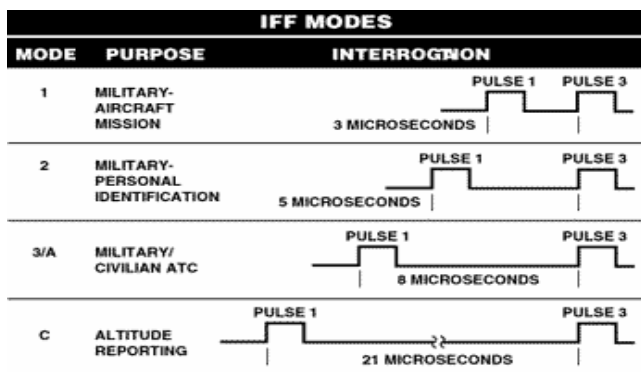 IFF MODES
MODE PURPOSE INTERROGTION
PULSE 1 PULSE 3
1 MILITARY-
AIRCRAFT
MISSION
3 MICROSECONDS
PULSE 1 PULSE 3
2 MILITARY-
PERSONAL
IDENTIFICATION
5 MICROSECONDS
PULSE 1 PULSE 3
3/A MILITARY/
CIVILIAN ATC
8 MICROSECONDS
PULSE 1 PULSE 3
C ALTITUDE
REPORTING
21 MICROSECONDS